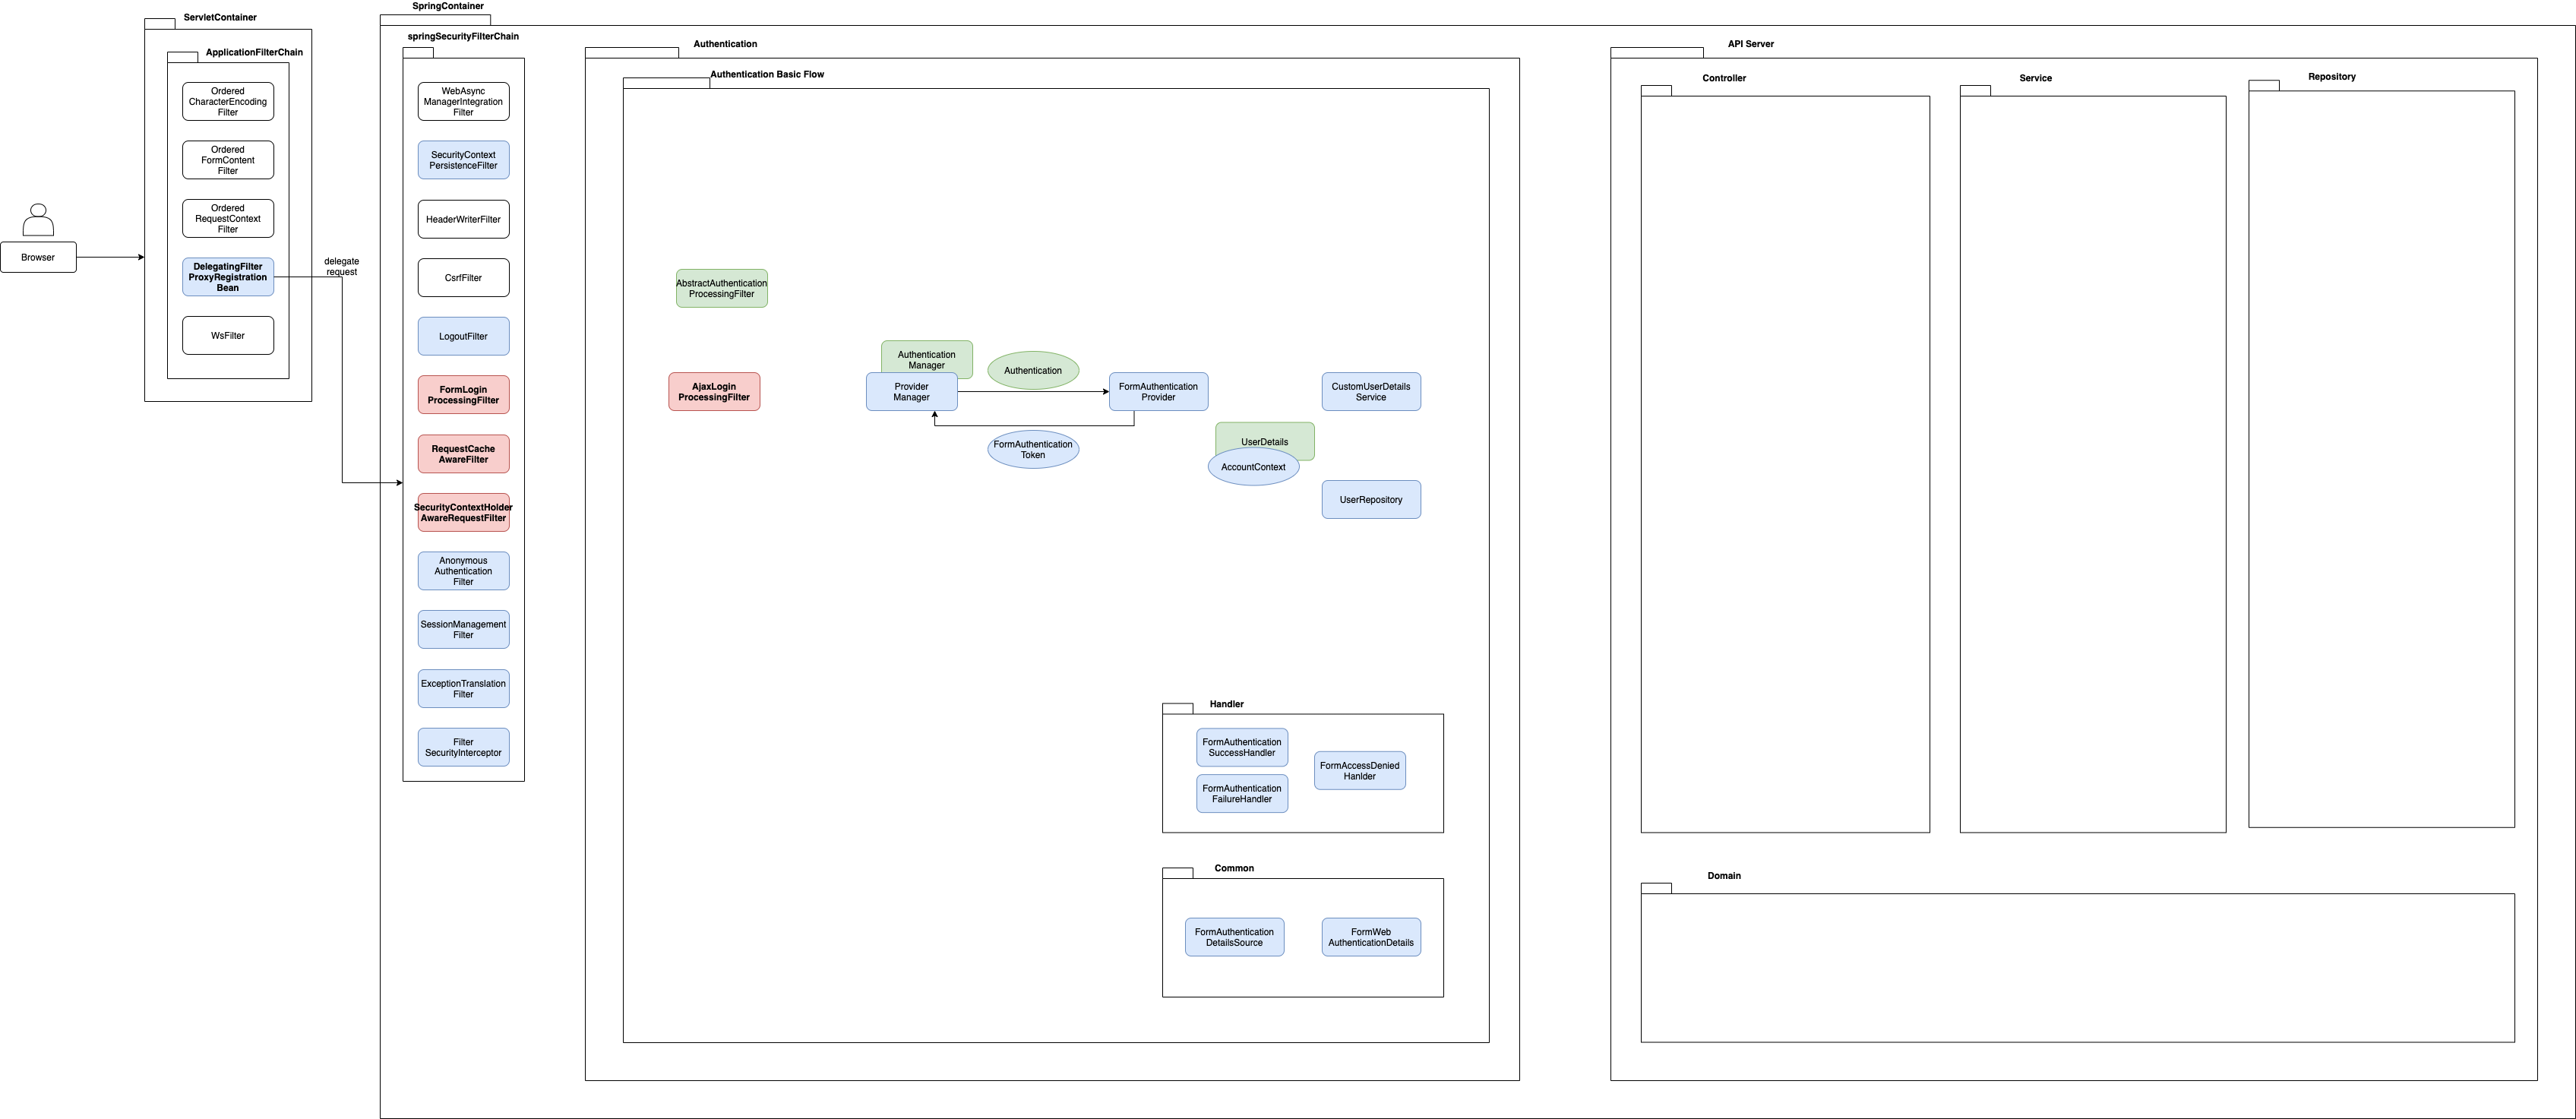 ServletContainer
ApplicationFilterChain
Ordered
CharacterEncoding
Filter
Ordered
FormContent
Filter
Ordered
RequestContext
Filter
Browser
DelegatingFilter
ProxyRegistration
Bean
WsFilter
delegate
request
SpringContainer
springSecurityFilterChain
WebAsync
ManagerIntegration
Filter
SecurityContext
PersistenceFilter
HeaderWriterFilter
CsrfFilter
LogoutFilter
FormLogin
ProcessingFilter
RequestCache
AwareFilter
SecurityContextHolder
AwareRequestFilter
Anonymous
Authentication
Filter
SessionManagement
Filter
ExceptionTranslation
Filter
Filter
SecurityInterceptor
Authentication
Authentication Basic Flow
AbstractAuthentication
ProcessingFilter
AjaxLogin
ProcessingFilter
Authentication
Manager
Provider
Manager
Authentication
FormAuthentication
Provider
FormAuthentication
Token
CustomUserDetails
Service
UserDetails
AccountContext
UserRepository
Handler
FormAuthentication
SuccessHandler
FormAuthentication
FailureHandler
FormAccessDenied
Hanlder
Common
FormAuthentication
DetailsSource
FormWeb
AuthenticationDetails
API Server
Controller
Service
Repository
Domain